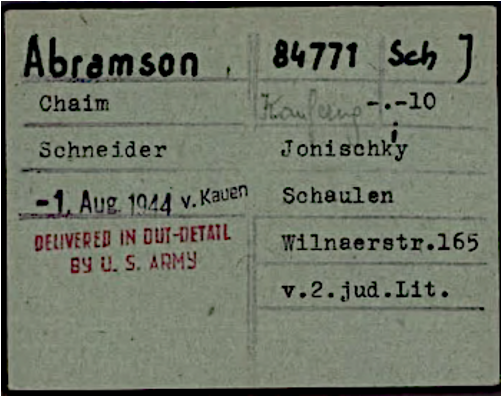 Abramson, 84771 Sch J
Chaim Kaufering -.-10
Schneider Jonischky
-1. Aug. 1944 v. Kauen Schaulen
DELIVERED IN OUT-DETAIL Wilnaerstr.165
BY U. S. ARMY v.2.jud.Lit.